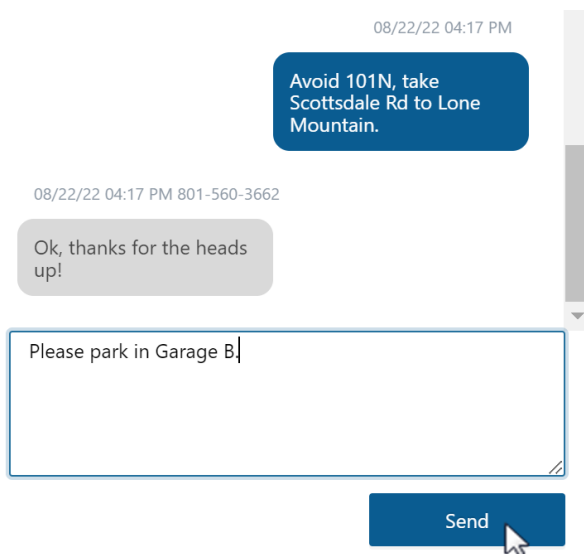 08/22/22 04:17 PM
Avoid 101N, take
Scottsdale Rd to Lone
Mountain.
08/22/22 04:17 PM 801-560-3662
Ok, thanks for the heads
up!
Please park in Garage B.
Send